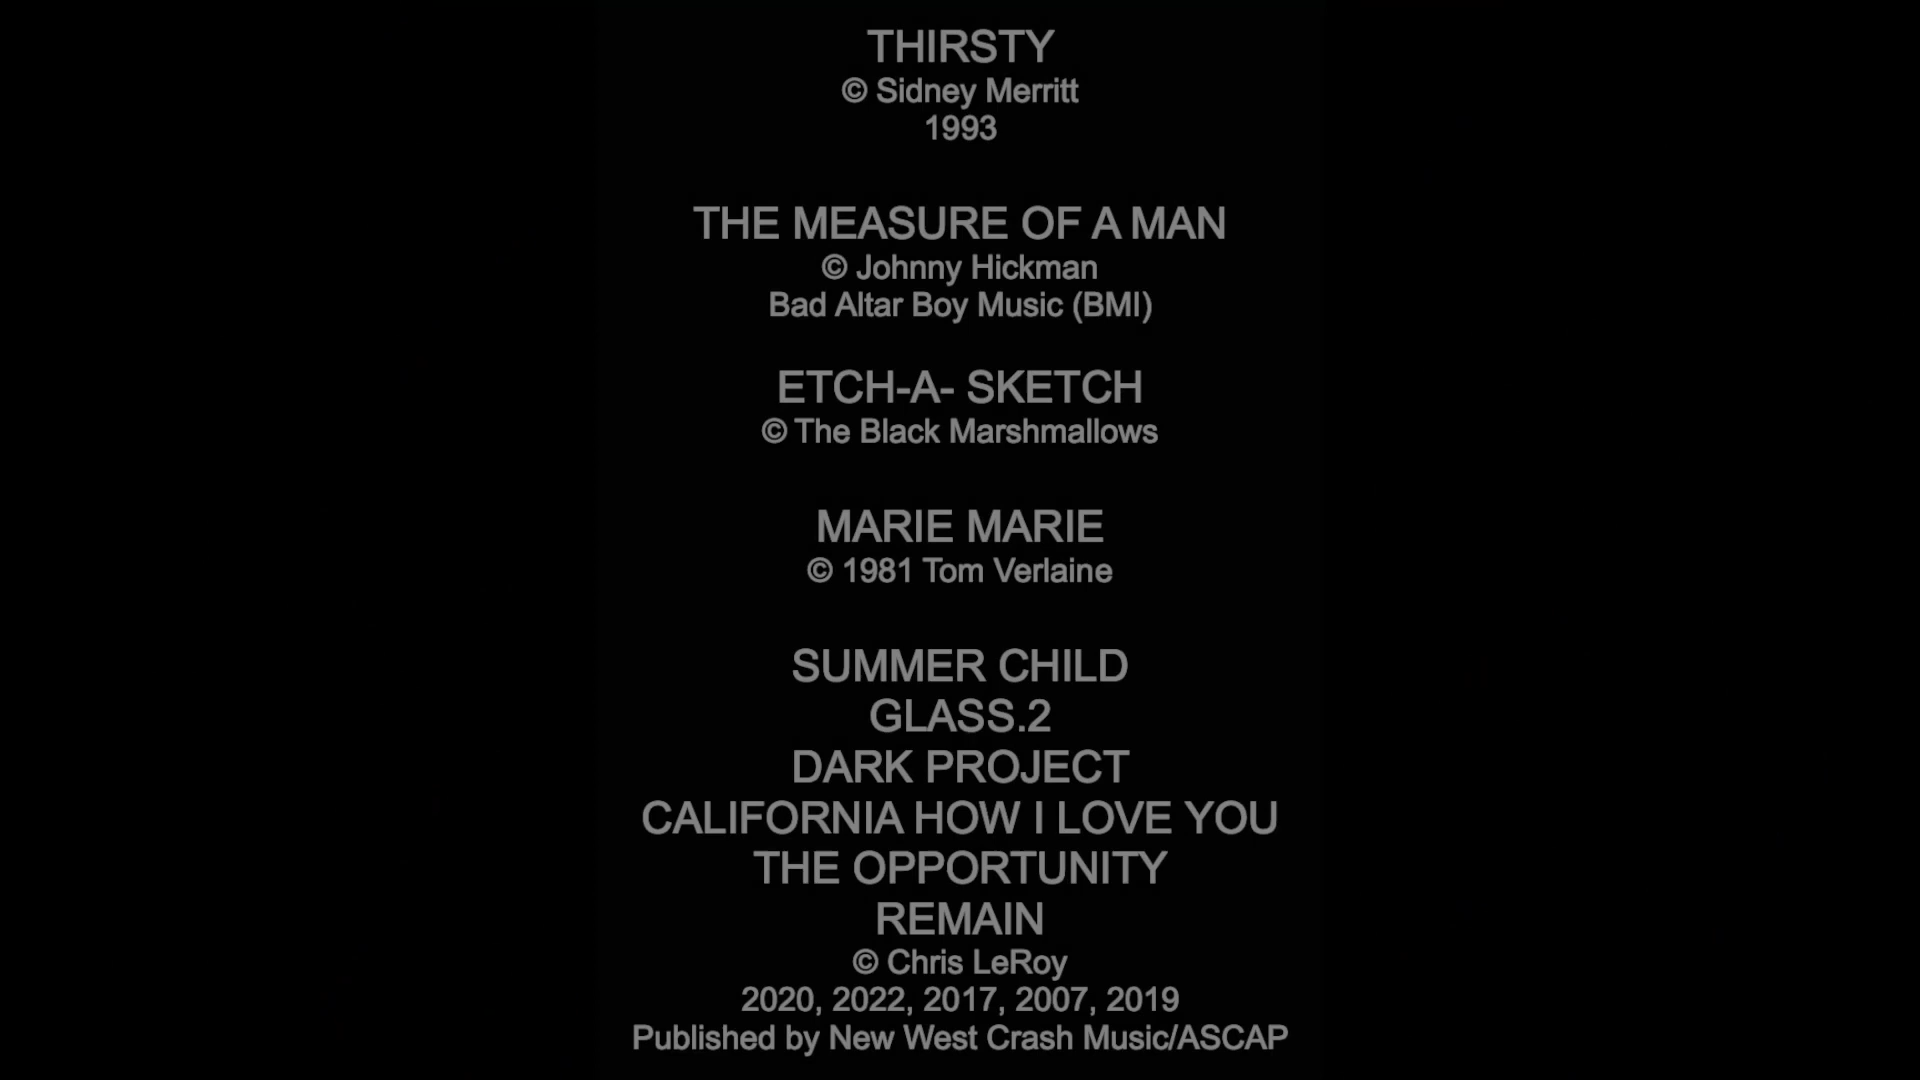 THIRSTY
© Sidney Merritt
1993
THE MEASURE OF A MAN
© Johnny Hickman
Bad Altar Boy Music (BMI)
ETCH-A- SKETCH
© The Black Marshmallows
MARIE MARIE
© 1981 Tom Verlaine
SUMMER CHILD
GLASS.2
DARK PROJECT
CALIFORNIA HOW I LOVE YOU
THE OPPORTUNITY
REMAIN
© Chris LeRoy
2020, 2022, 2017, 2007, 2019
Published by New West Crash Music/ASCAP